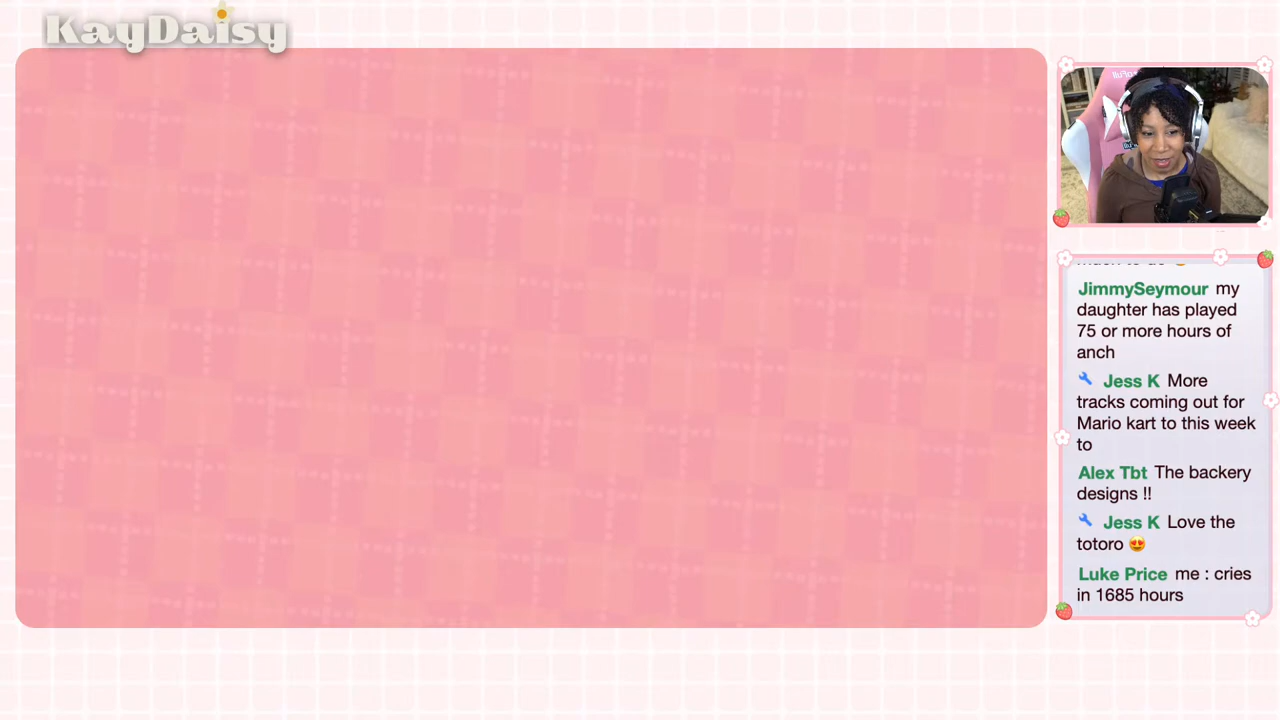 KayDaisy
JimmySeymour my
daughter has played
75 or more hours of
anch
Jess K More
tracks coming out for
Mario kart to this week
to
Alex Tbt The backery
designs !!
Jess K Love the
totoro 😍
Luke Price me : cries
in 1685 hours